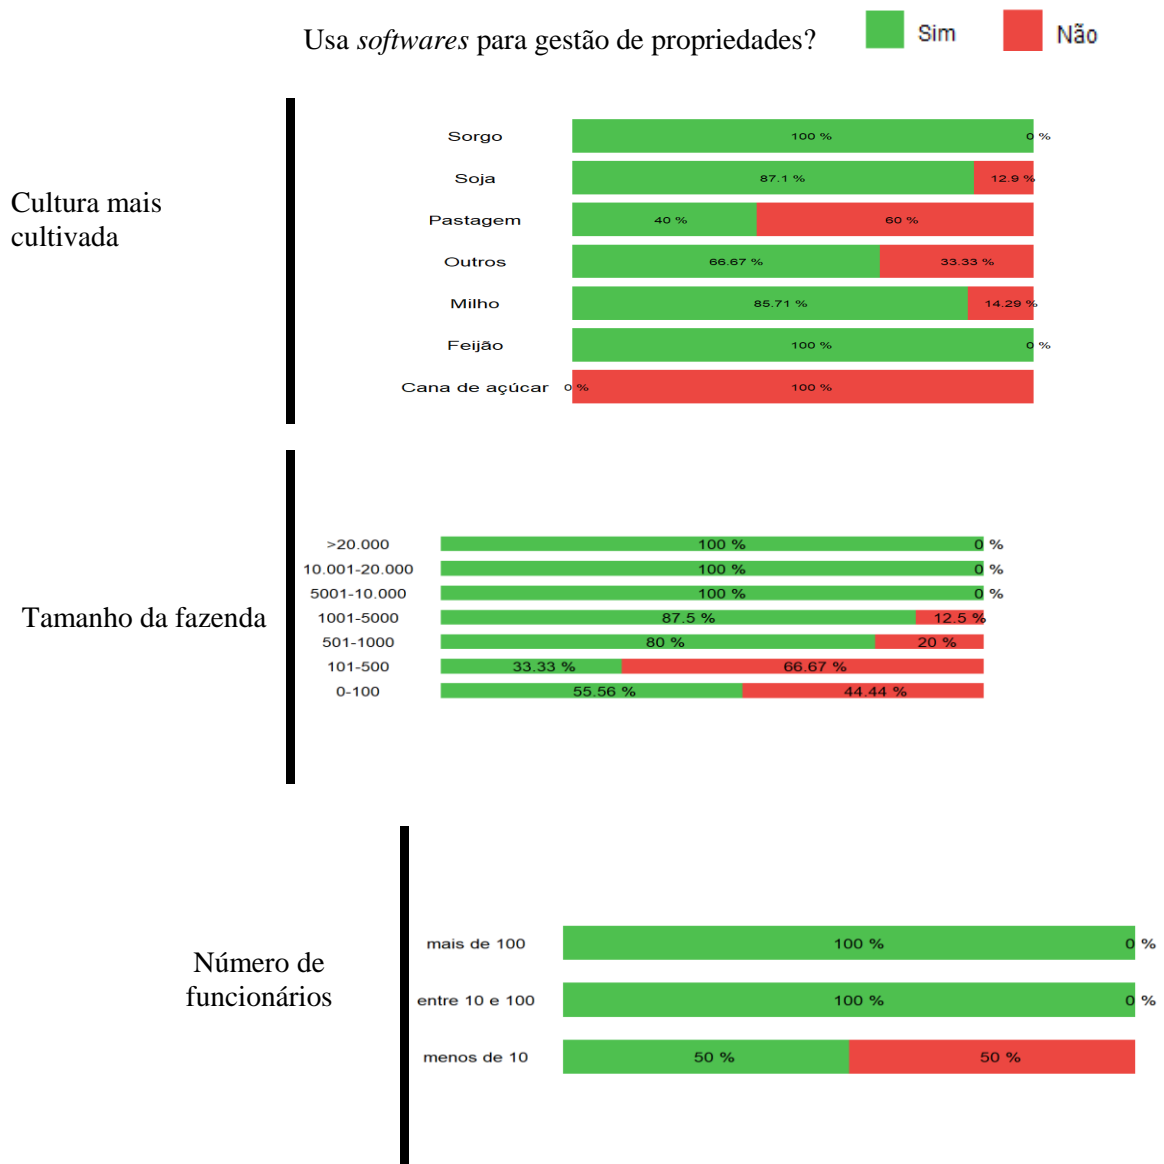 Usa softwares para gestão de propriedades? Sim Não
Cultura mais
cultivada
Sorgo 100 % 0 %
Soja 87.1 % 12.9 %
Pastagem 40 % 60 %
Outros 66.67 % 33.33 %
Milho 85.71 % 14.29 %
Feijão 100 % 0 %
Cana de açúcar 0 % 100 %
Tamanho da fazenda
>20.000 100 % 0 %
10.001-20.000 100 % 0 %
5001-10.000 100 % 0 %
1001-5000 87.5 % 12.5 %
501-1000 80 % 20 %
101-500 33.33 % 66.67 %
0-100 55.56 % 44.44 %
Número de
funcionários
mais de 100 100 % 0 %
entre 10 e 100 100 % 0 %
menos de 10 50 % 50 %